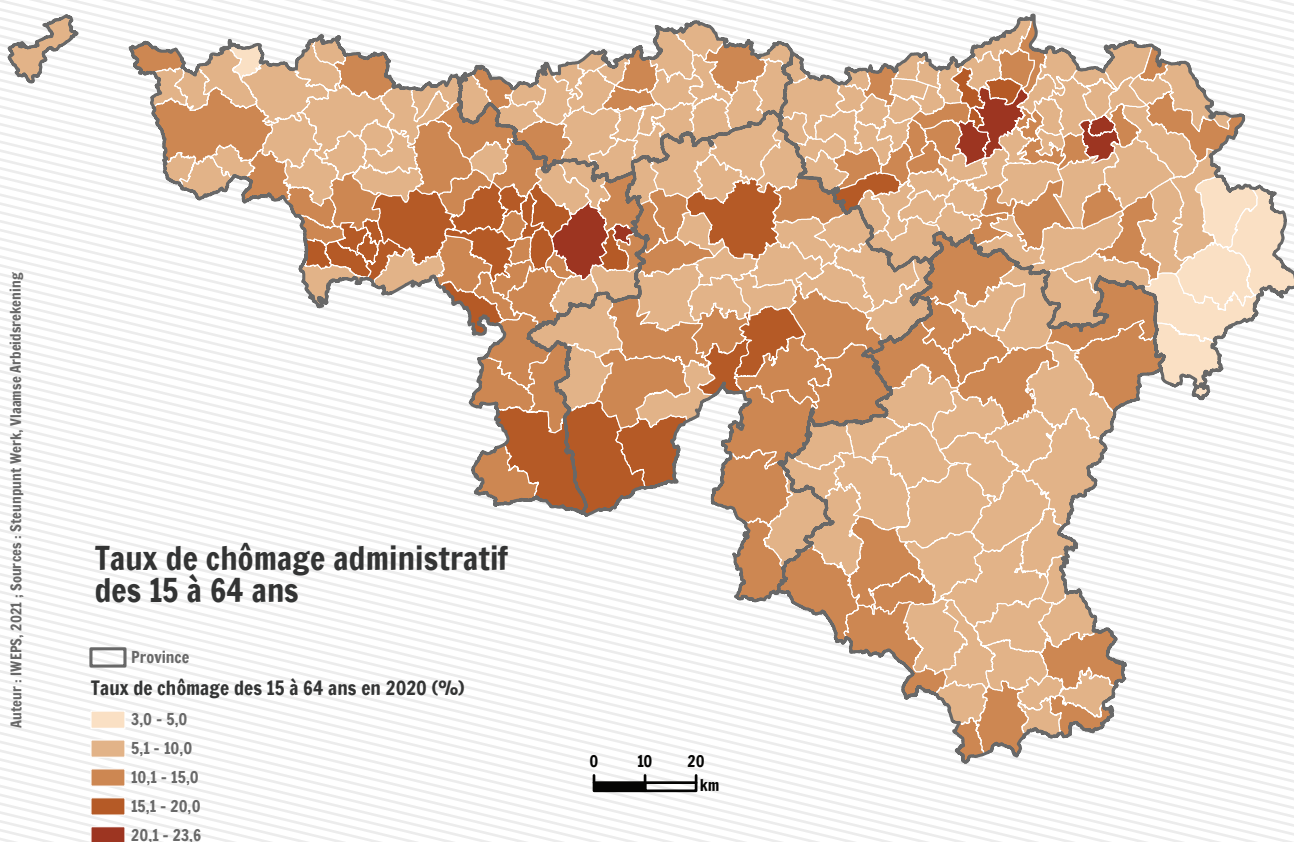 Auteur : IWEPS, 2021 ; Sources : Steunpunt Werk, Vlaamse Arbeidsrekening
Taux de chômage administratif
des 15 à 64 ans
Province
Taux de chômage des 15 à 64 ans en 2020 (%)
3,0 - 5,0
5,1 - 10,0
10,1 - 15,0
15,1 - 20,0
20,1 - 23,6
0 10 20
km